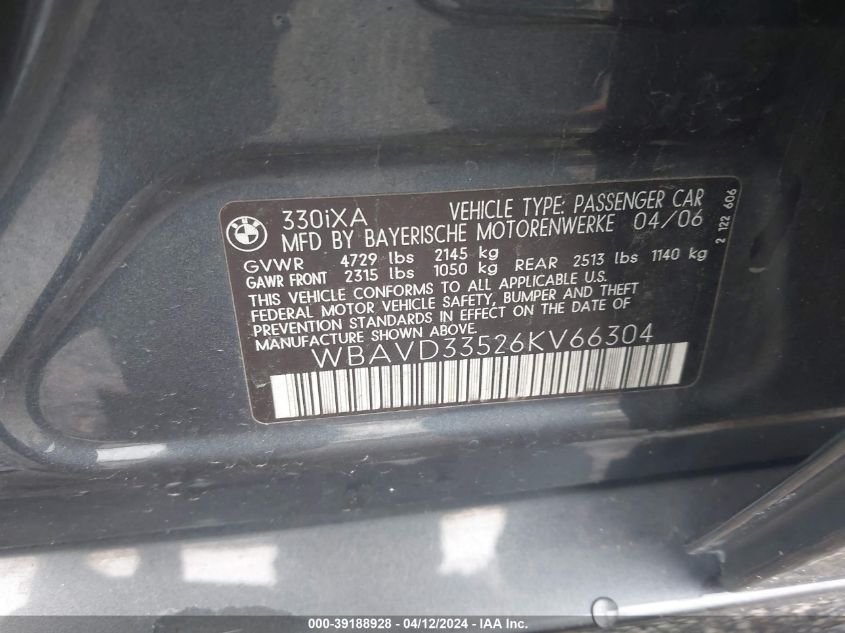 BMW
330iXA VEHICLE TYPE: PASSENGER CAR
MFD BY BAYERISCHE MOTORENWERKE 04/06
GVWR 4729 lbs 2145 kg
GAWR FRONT 2315 lbs 1050 kg REAR 2513 lbs 1140 kg
THIS VEHICLE CONFORMS TO ALL APPLICABLE U.S.
FEDERAL MOTOR VEHICLE SAFETY, BUMPER AND THEFT
PREVENTION STANDARDS IN EFFECT ON THE DATE OF
MANUFACTURE SHOWN ABOVE.
WBAVD33526KV66304
2 122 606
000-39188928 - 04/12/2024 - IAA Inc.